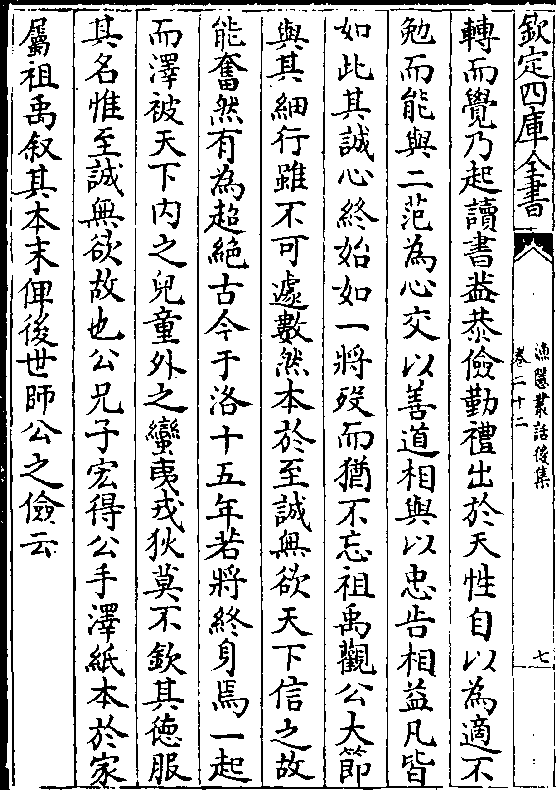 欽定四庫全書
漁隱叢話後集
卷二十二
七
轉而覺乃起讀書葢恭儉勤禮出於天性自以為適不
勉而能與二范為心交以善道相與以忠告相益凡皆
如此其誠心終始如一將歿而猶不忘祖禹觀公大節
與其細行雖不可遽數然本於至誠無欲天下信之故
能奮然有為超絶古今于洛十五年若將終身焉一起
而澤被天下内之兒童外之蠻夷戎狄莫不欽其德服
其名惟至誠無欲故也公兄子宏得公手澤紙本於家
屬祖禹叙其本末俾後世師公之儉云